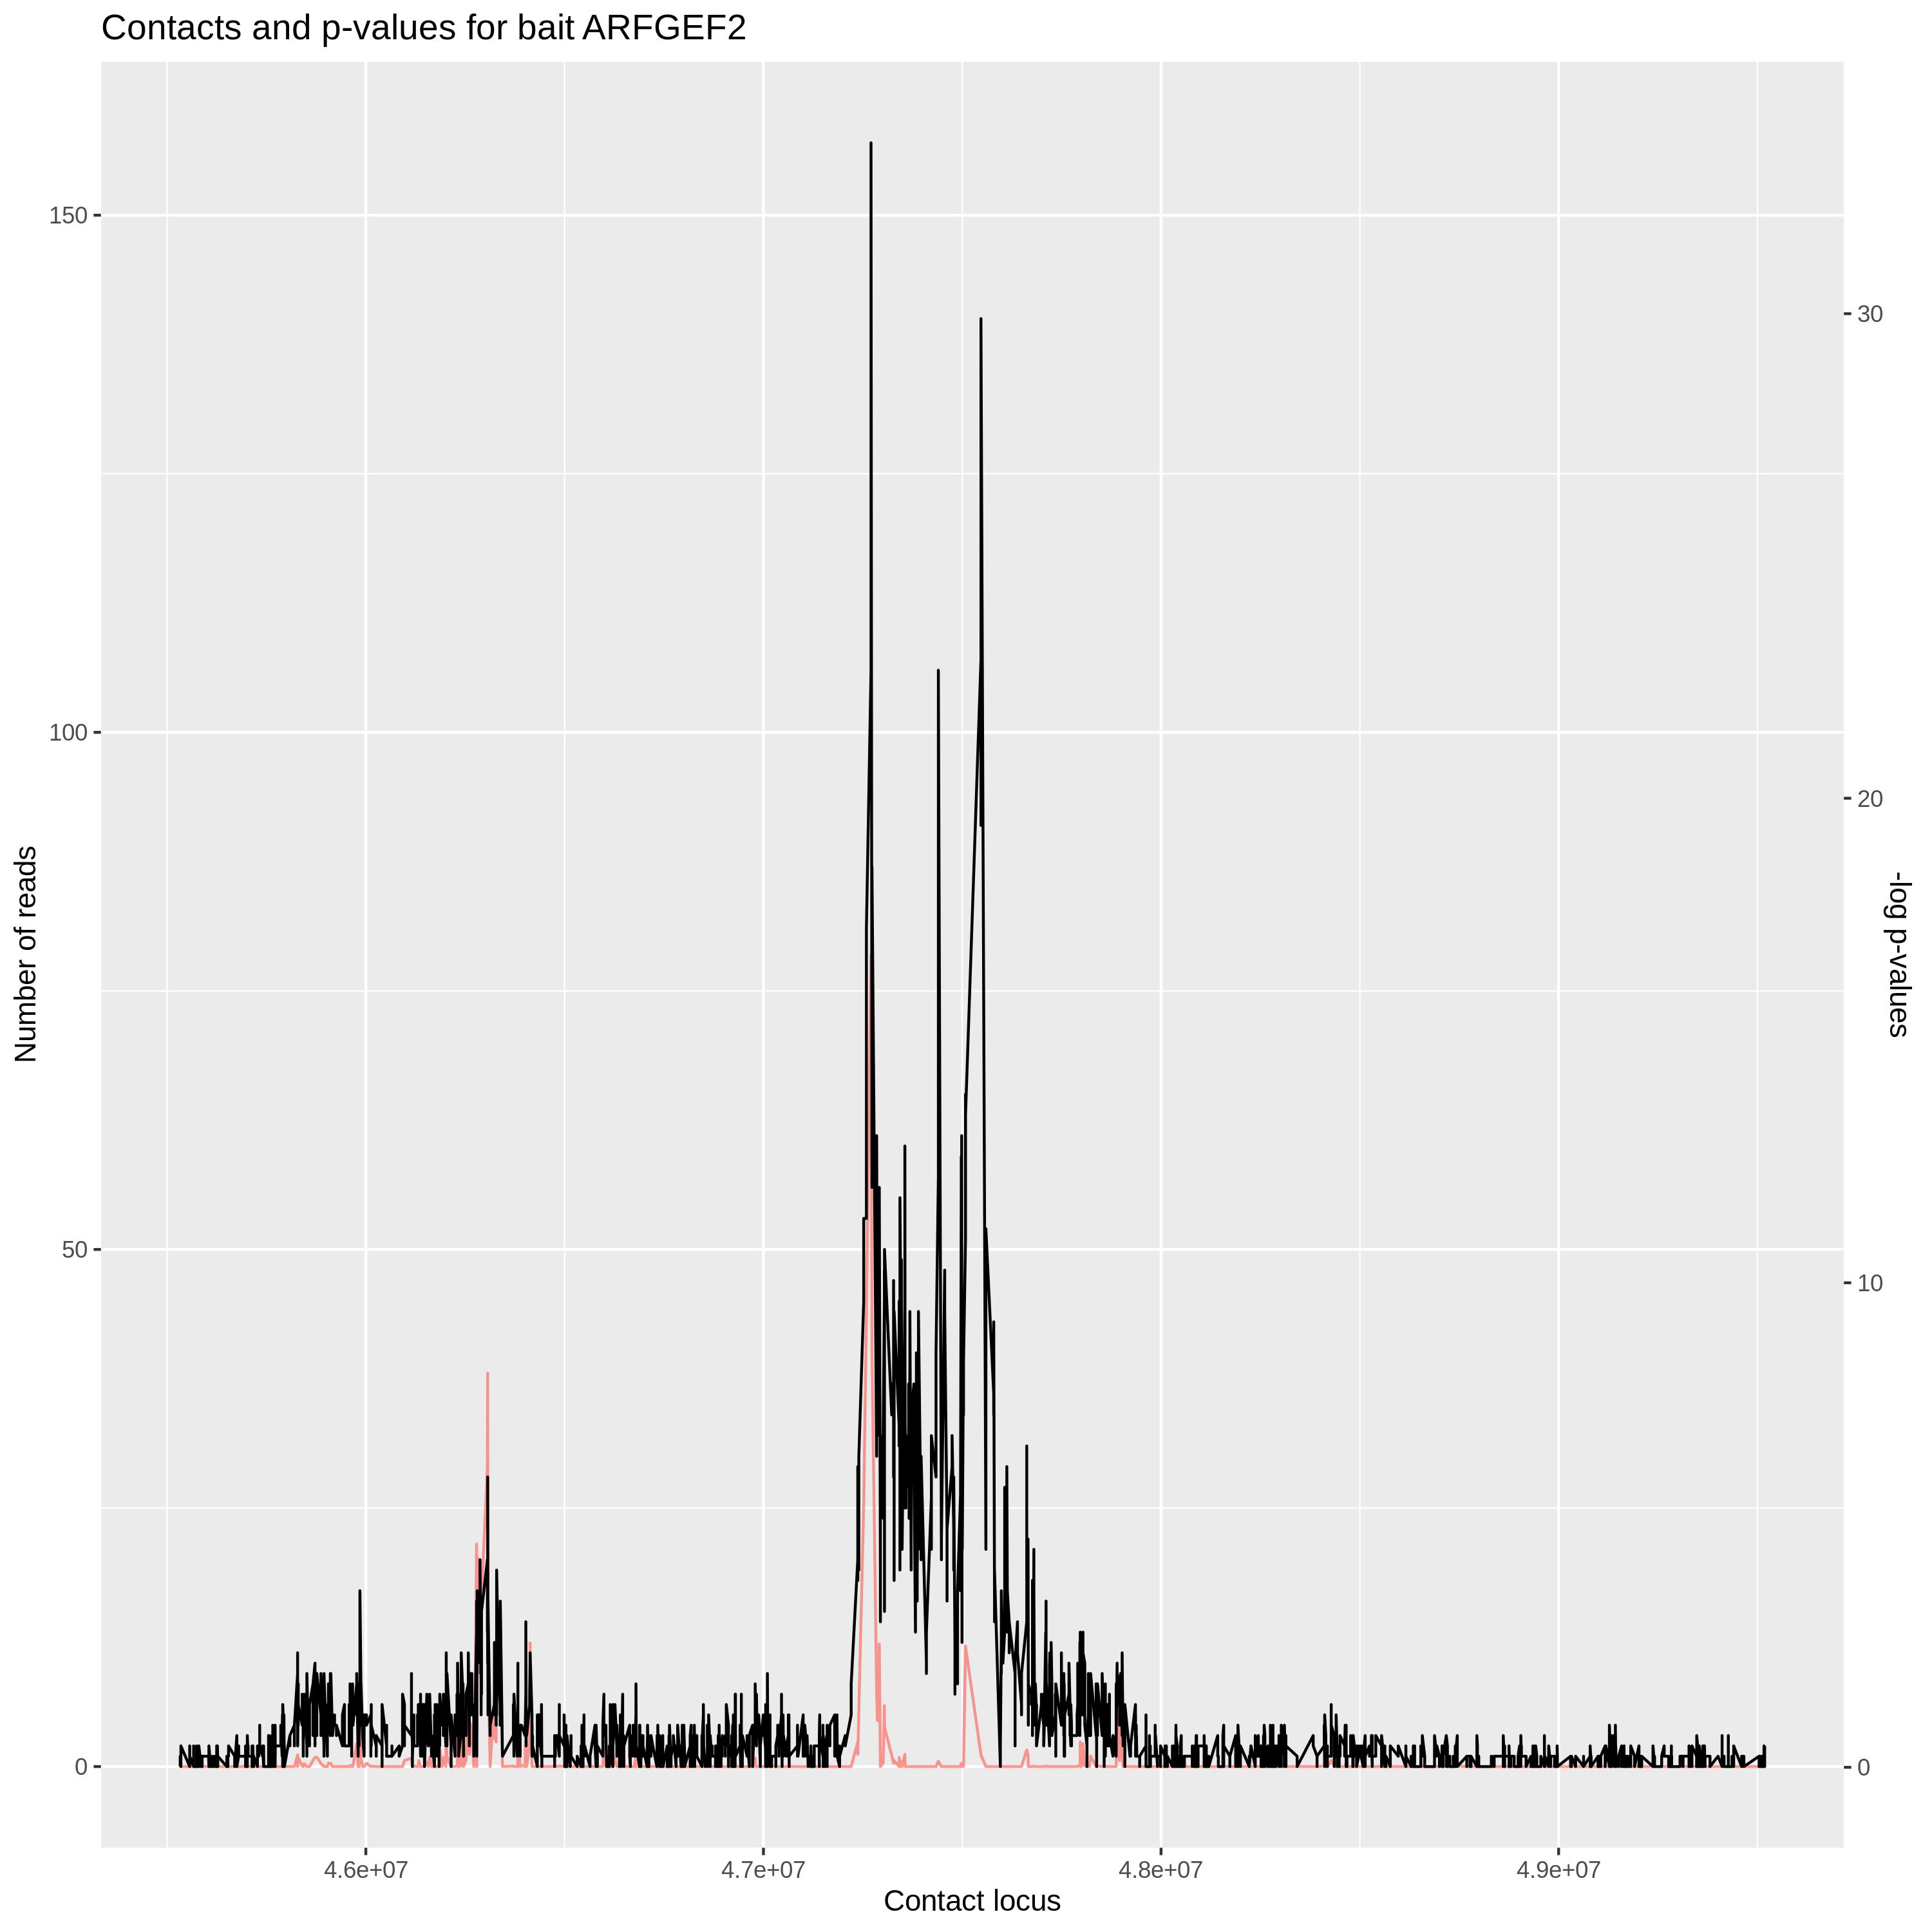 Contacts and p-values for bait ARFGEF2
150
100
50
0
Number of reads
30
20
10
0
-log p-values
4.6e+07 4.7e+07 4.8e+07 4.9e+07
Contact locus